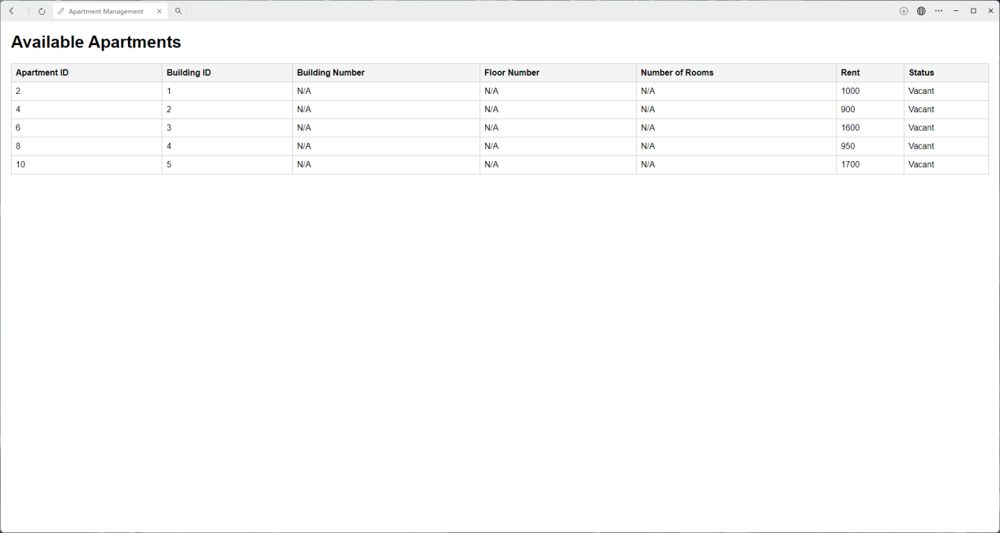 Apartment Management
Available Apartments
Apartment ID Building ID Building Number Floor Number Number of Rooms Rent Status
2 1 N/A N/A N/A 1000 Vacant
4 2 N/A N/A N/A 900 Vacant
6 3 N/A N/A N/A 1600 Vacant
8 4 N/A N/A N/A 950 Vacant
10 5 N/A N/A N/A 1700 Vacant